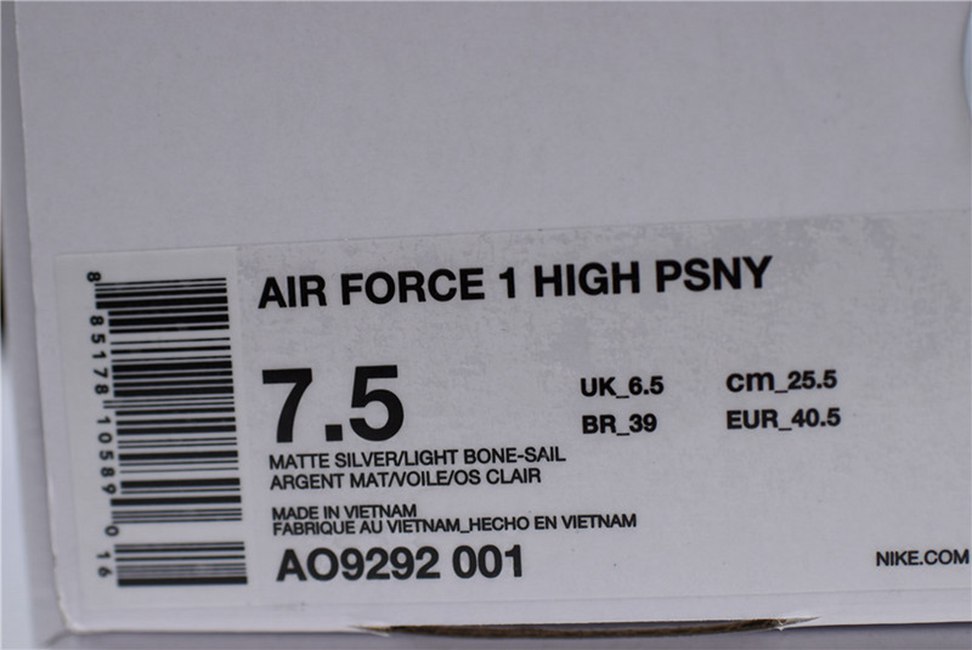 AIR FORCE 1 HIGH PSNY
7.5
UK_6.5
cm_25.5
BR_39
EUR_40.5
MATTE SILVER/LIGHT BONE-SAIL
ARGENT MAT/VOILE/OS CLAIR
MADE IN VIETNAM
FABRIQUE AU VIETNAM_HECHO EN VIETNAM
AO9292 001
NIKE.COM
8 85178 10589 0 16